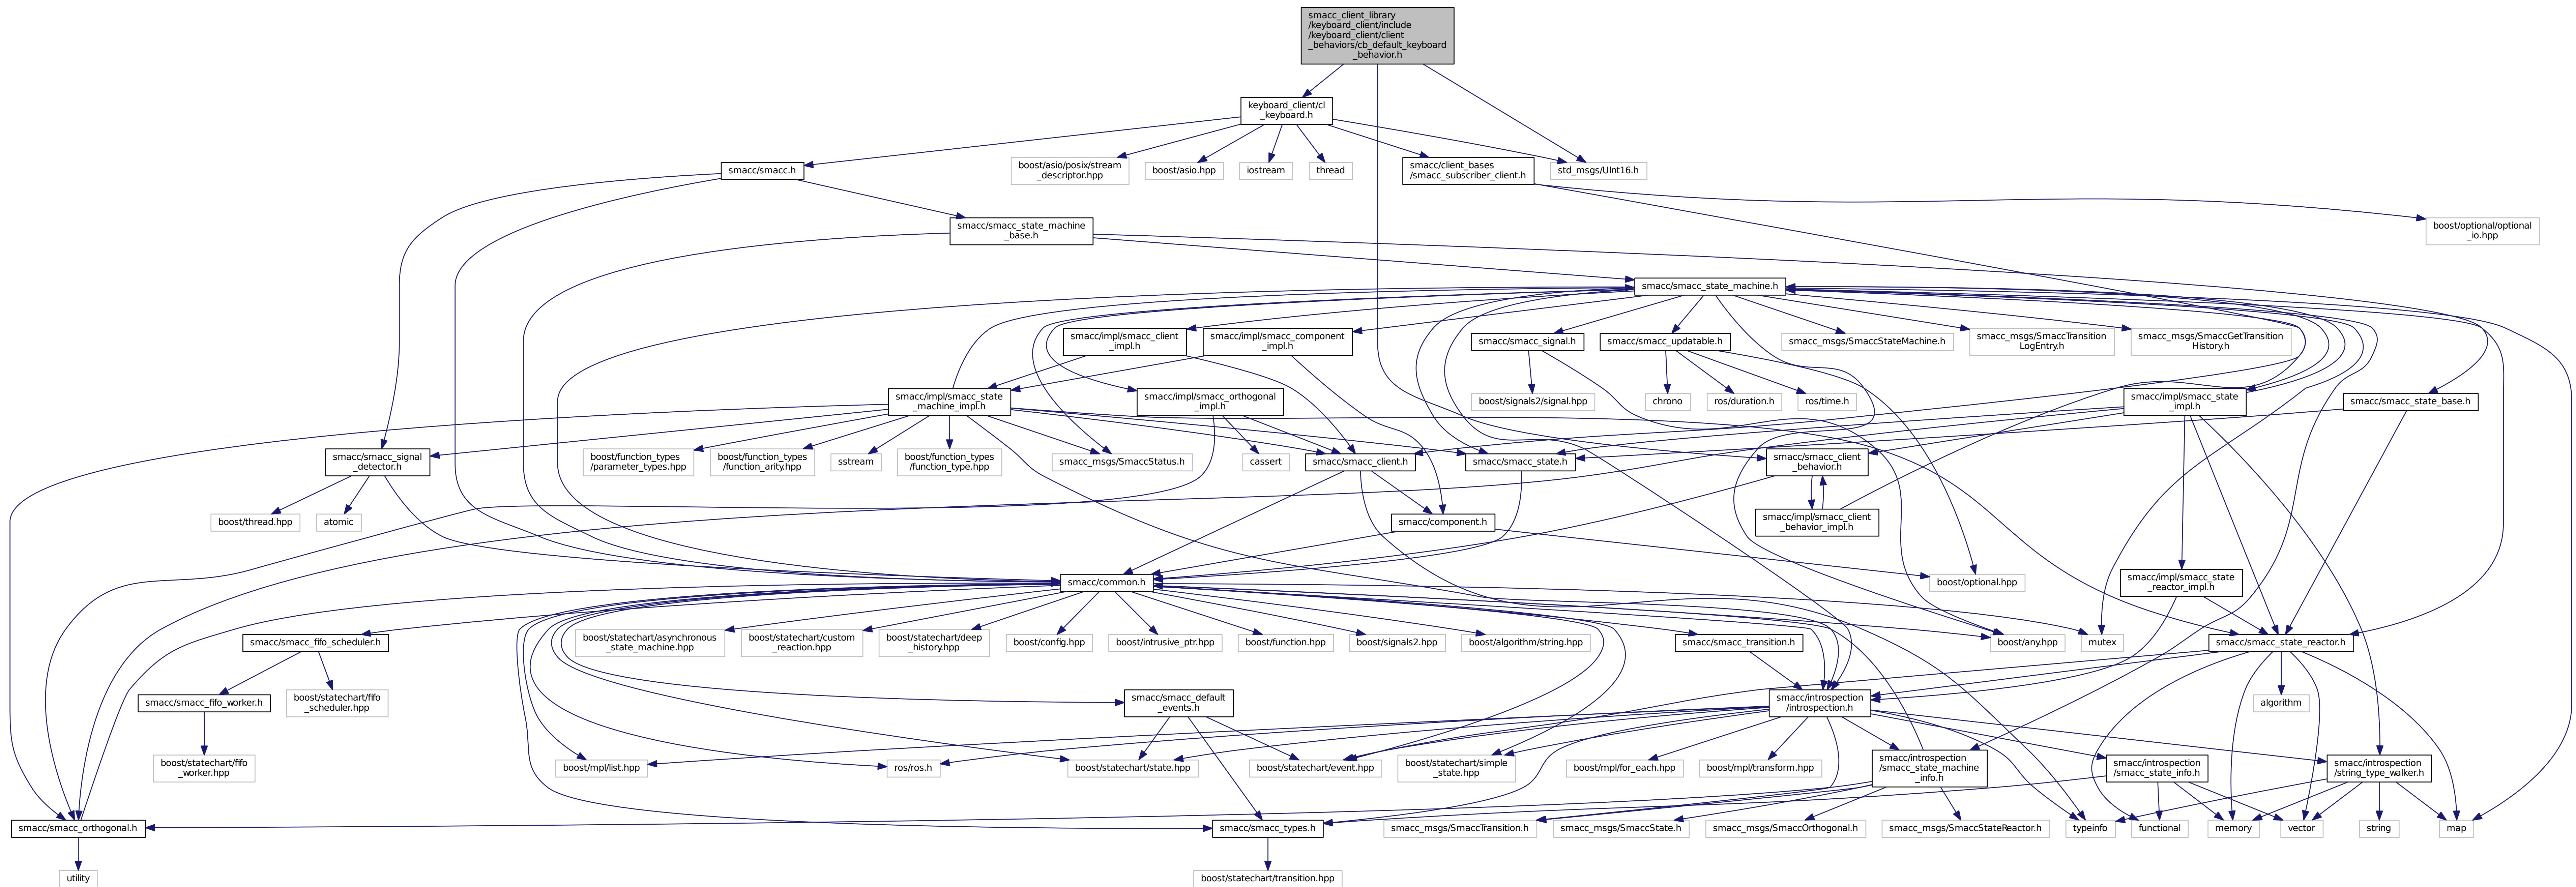 smacc_client_library
/keyboard_client/include
/keyboard_client/client
_behaviors/cb_default_keyboard
_behavior.h
keyboard_client/cl
_keyboard.h
smacc/smacc.h
boost/asio/posix/stream
_descriptor.hpp
boost/asio.hpp
iostream
thread
smacc/client_bases
/smacc_subscriber_client.h
std_msgs/UInt16.h
smacc/smacc_state_machine
_base.h
boost/optional/optional
_io.hpp
smacc/smacc_state_machine.h
smacc/impl/smacc_client
_impl.h
smacc/impl/smacc_component
_impl.h
smacc/smacc_signal.h
smacc/smacc_updatable.h
smacc_msgs/SmaccStateMachine.h
smacc_msgs/SmaccTransition
LogEntry.h
smacc_msgs/SmaccGetTransition
History.h
smacc/impl/smacc_state
_machine_impl.h
smacc/impl/smacc_orthogonal
_impl.h
boost/signals2/signal.hpp
chrono
ros/duration.h
ros/time.h
smacc/impl/smacc_state
_impl.h
smacc/smacc_state_base.h
smacc/smacc_signal
_detector.h
boost/function_types
/parameter_types.hpp
boost/function_types
/function_arity.hpp
sstream
boost/function_types
/function_type.hpp
smacc_msgs/SmaccStatus.h
cassert
smacc/smacc_client.h
smacc/smacc_state.h
smacc/smacc_client
_behavior.h
boost/thread.hpp
atomic
smacc/component.h
smacc/impl/smacc_client
_behavior_impl.h
smacc/common.h
boost/optional.hpp
smacc/impl/smacc_state
_reactor_impl.h
smacc/smacc_fifo_scheduler.h
boost/statechart/asynchronous
_state_machine.hpp
boost/statechart/custom
_reaction.hpp
boost/statechart/deep
_history.hpp
boost/config.hpp
boost/intrusive_ptr.hpp
boost/function.hpp
boost/signals2.hpp
boost/algorithm/string.hpp
smacc/smacc_transition.h
boost/any.hpp
mutex
smacc/smacc_state_reactor.h
smacc/smacc_fifo_worker.h
boost/statechart/fifo
_scheduler.hpp
smacc/smacc_default
_events.h
smacc/introspection
/introspection.h
algorithm
boost/statechart/fifo
_worker.hpp
boost/mpl/list.hpp
ros/ros.h
boost/statechart/state.hpp
boost/statechart/event.hpp
boost/statechart/simple
_state.hpp
boost/mpl/for_each.hpp
boost/mpl/transform.hpp
smacc/introspection
/smacc_state_machine
_info.h
smacc/introspection
/smacc_state_info.h
smacc/introspection
/string_type_walker.h
smacc/smacc_orthogonal.h
smacc/smacc_types.h
smacc_msgs/SmaccTransition.h
smacc_msgs/SmaccState.h
smacc_msgs/SmaccOrthogonal.h
smacc_msgs/SmaccStateReactor.h
typeinfo
functional
memory
vector
string
map
utility
boost/statechart/transition.hpp